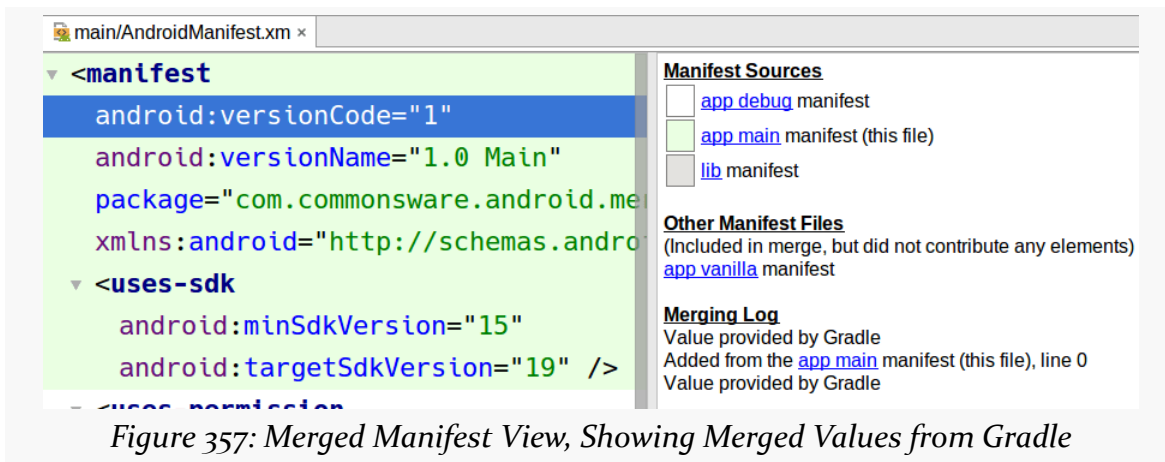 main/AndroidManifest.xm ×
<manifest
android:versionCode="1"
android:versionName="1.0 Main"
package="com.commonsware.android.me
xmlns:android="http://schemas.andro
<uses-sdk
android:minSdkVersion="15"
android:targetSdkVersion="19" />
<uses-permission
Manifest Sources
app debug manifest
app main manifest (this file)
lib manifest
Other Manifest Files
(Included in merge, but did not contribute any elements)
app vanilla manifest
Merging Log
Value provided by Gradle
Added from the app main manifest (this file), line 0
Value provided by Gradle
Figure 357: Merged Manifest View, Showing Merged Values from Gradle